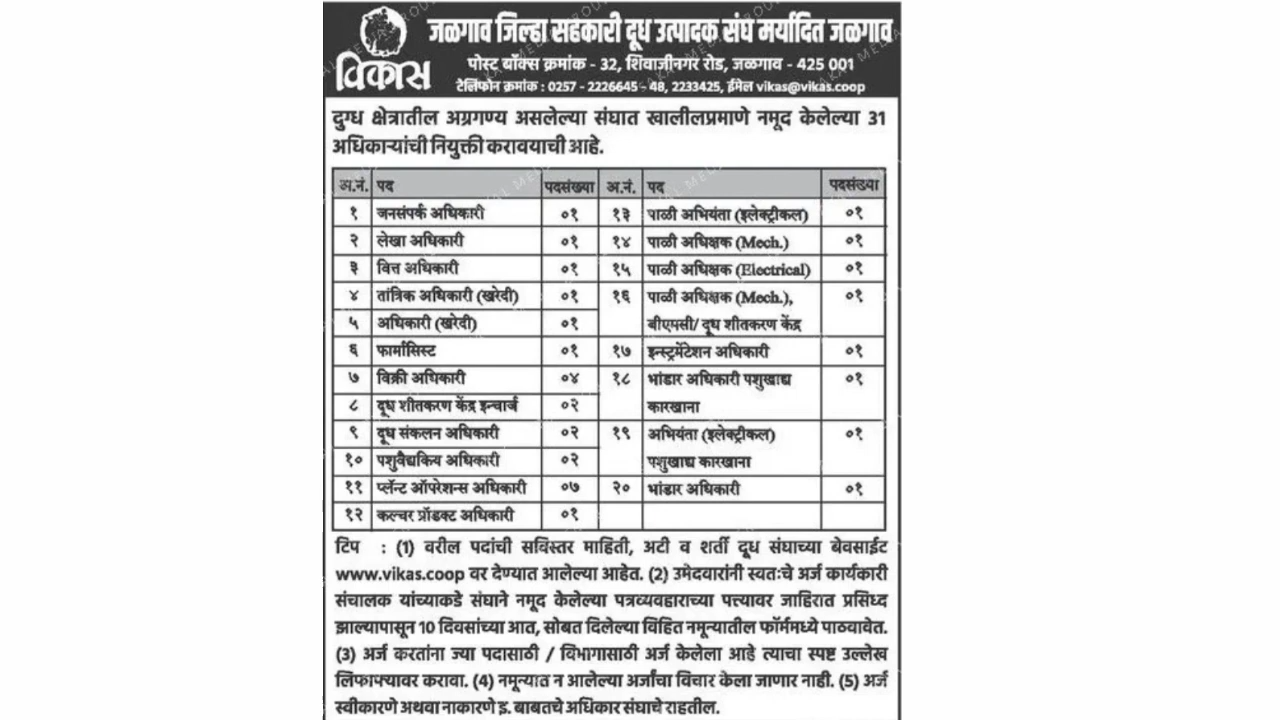 विकास
जळगाव जिल्हा सहकारी दूध उत्पादक संघ मर्यादित जळगाव
पोस्ट बॉक्स क्रमांक - 32, शिवाजीनगर रोड, जळगाव - 425 001
टेलिफोन क्रमांक : 0257 - 2226645 - 48, 2233425, ईमेल vikas@vikas.coop
दुग्ध क्षेत्रातील अग्रगण्य असलेल्या संघात खालीलप्रमाणे नमूद केलेल्या 31
अधिकाऱ्यांची नियुक्ती करावयाची आहे.
अ.नं. पद पदसंख्या अ.नं. पद पदसंख्या
१ जनसंपर्क अधिकारी ०१ १३ पाळी अभियंता (इलेक्ट्रीकल) ०१
२ लेखा अधिकारी ०१ १४ पाळी अधिक्षक (Mech.) ०१
३ वित्त अधिकारी ०१ १५ पाळी अधिक्षक (Electrical) ०१
४ तांत्रिक अधिकारी (खरेदी) ०१ १६ पाळी अधिक्षक (Mech.), ०१
५ अधिकारी (खरेदी) ०१ बीएपसी/ दूध शीतकरण केंद्र
६ फार्मासिस्ट ०१ १७ इन्स्ट्रमेंटेशन अधिकारी ०१
७ विक्री अधिकारी ०४ १८ भांडार अधिकारी पशुखाद्य ०१
८ दूध शीतकरण केंद्र इन्चार्ज ०२ कारखाना
९ दूध संकलन अधिकारी ०२ १९ अभियंता (इलेक्ट्रीकल) ०१
१० पशुवैद्यकिय अधिकारी ०२ पशुखाद्य कारखाना
११ प्लॅन्ट ऑपरेशन्स अधिकारी ०७ २० भांडार अधिकारी ०१
१२ कल्चर प्रॉडक्ट अधिकारी ०१
टिप : (1) वरील पदांची सविस्तर माहिती, अटी व शर्ती दूध संघाच्या बेवसाईट
www.vikas.coop वर देण्यात आलेल्या आहेत. (2) उमेदवारांनी स्वतःचे अर्ज कार्यकारी
संचालक यांच्याकडे संघाने नमूद केलेल्या पत्रव्यवहाराच्या पत्त्यावर जाहिरात प्रसिध्द
झाल्यापासून 10 दिवसांच्या आत, सोबत दिलेल्या विहित नमून्यातील फॉर्ममध्ये पाठवावेत.
(3) अर्ज करतांना ज्या पदासाठी / विभागासाठी अर्ज केलेला आहे त्याचा स्पष्ट उल्लेख
लिफाफ्यावर करावा. (4) नमून्यात न आलेल्या अर्जांचा विचार केला जाणार नाही. (5) अर्ज
स्वीकारणे अथवा नाकारणे इ. बाबतचे अधिकार संघाचे राहतील.